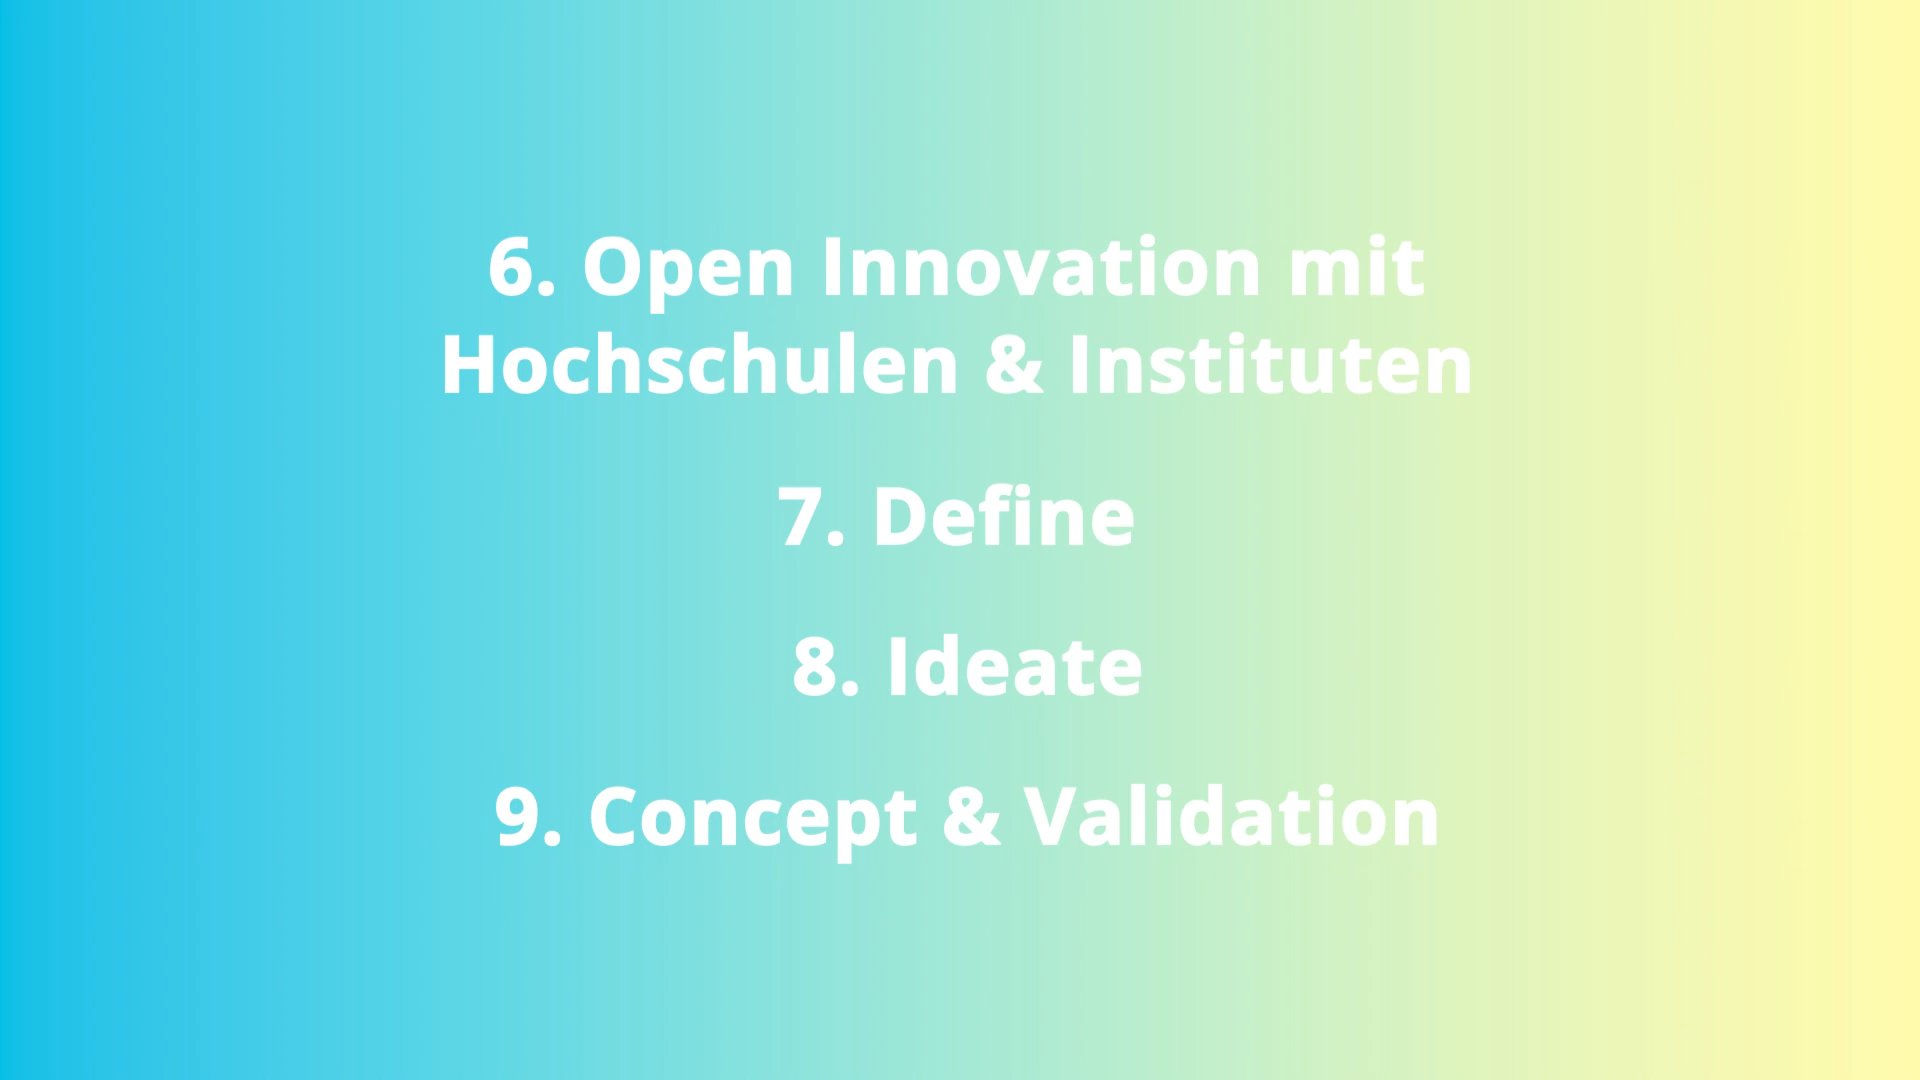 6. Open Innovation mit
Hochschulen & Instituten
7. Define
8. Ideate
9. Concept & Validation